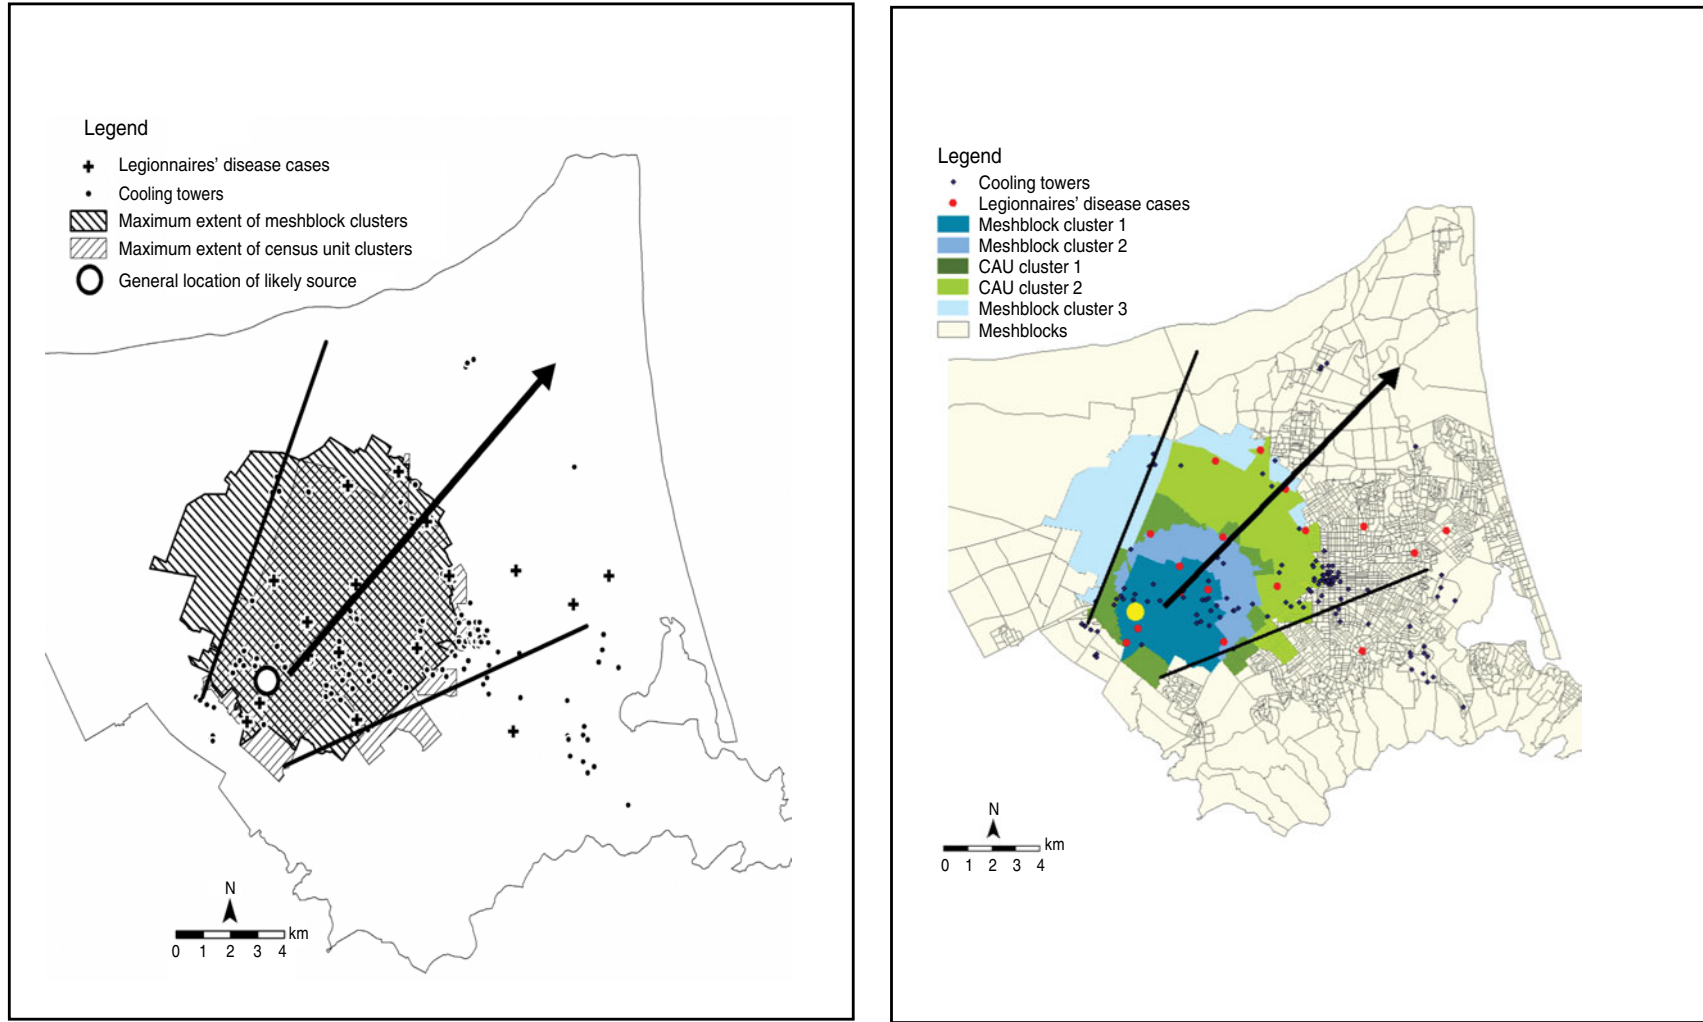 Legend
Legionnaires' disease cases
Cooling towers
Maximum extent of meshblock clusters
Maximum extent of census unit clusters
General location of likely source
N
km
0 1 2 3 4
Legend
Cooling towers
Legionnaires' disease cases
Meshblock cluster 1
Meshblock cluster 2
CAU cluster 1
CAU cluster 2
Meshblock cluster 3
Meshblocks
N
km
0 1 2 3 4